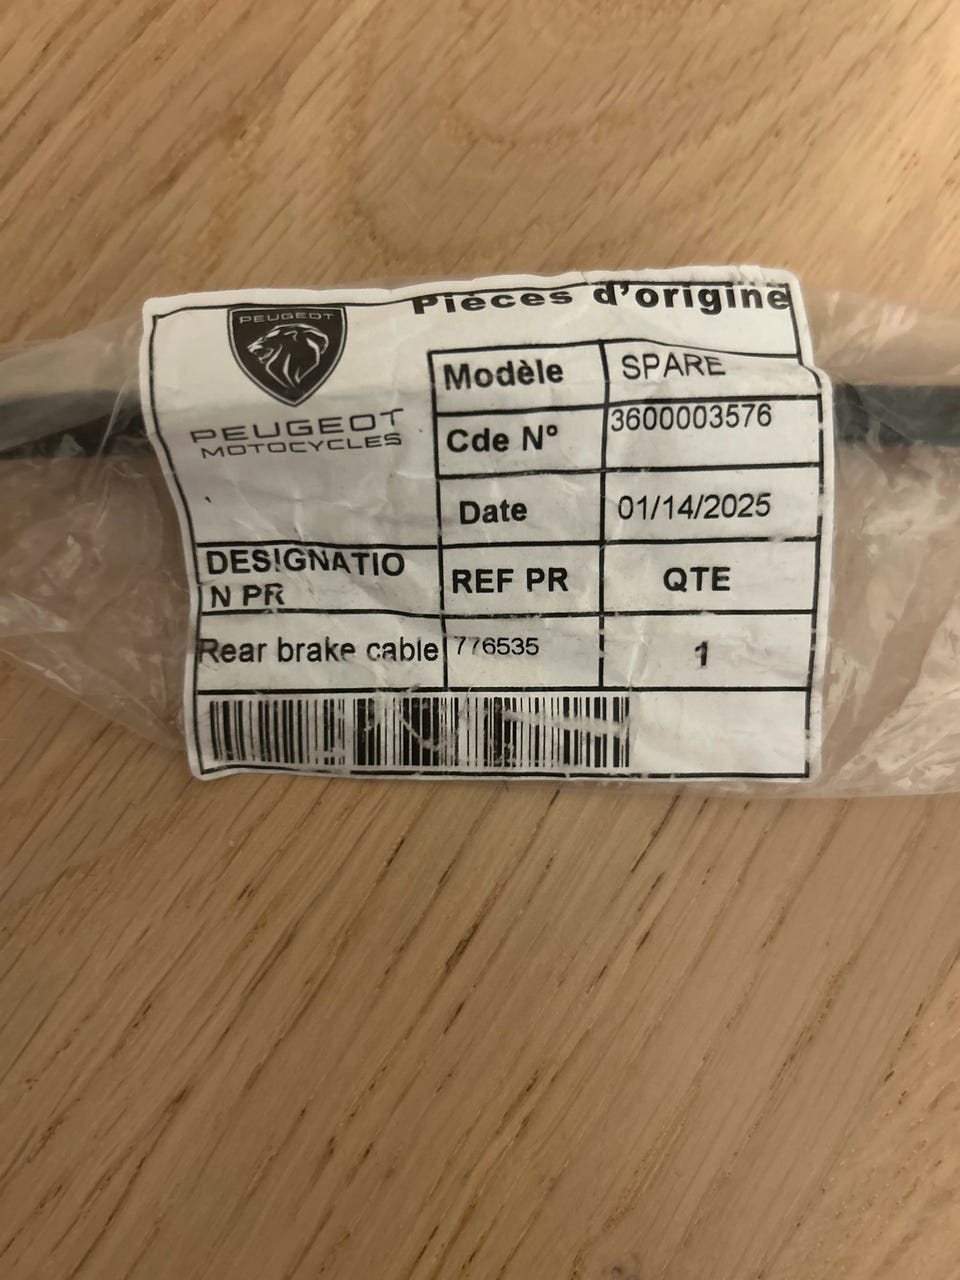 Pièces d'origine
PEUGEOT
PEUGEOT
MOTOCYCLES
Modèle SPARE
Cde N° 3600003576
Date 01/14/2025
DESIGNATIO
N PR REF PR QTE
Rear brake cable 776535 1